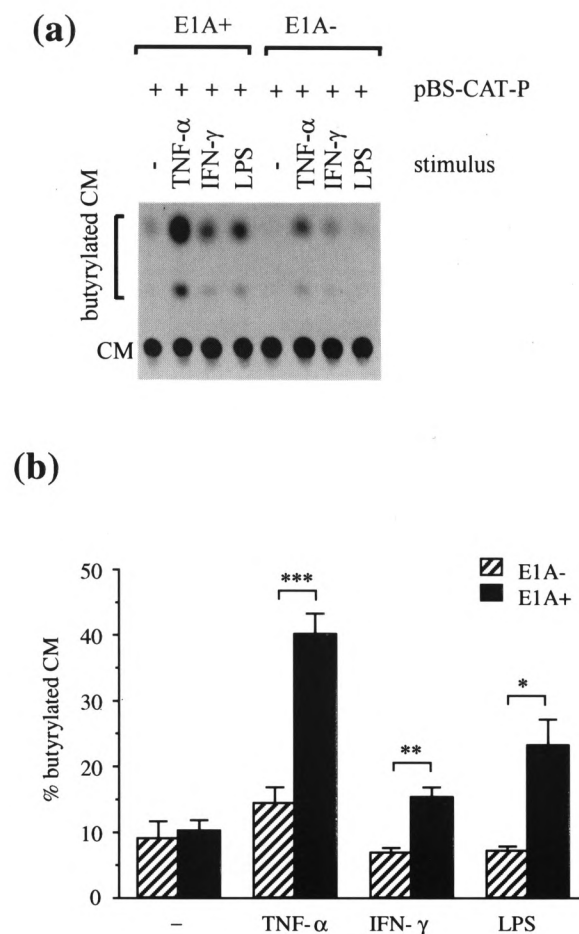 (a)
E1A+ E1A-
+ + + + + + + + pBS-CAT-P
- TNF-α IFN-γ LPS - TNF-α IFN-γ LPS stimulus
butyrylated CM
CM
(b)
50
40
30
20
10
0
% butyrylated CM
*** ** *
E1A-
E1A+
– TNF-α IFN-γ LPS